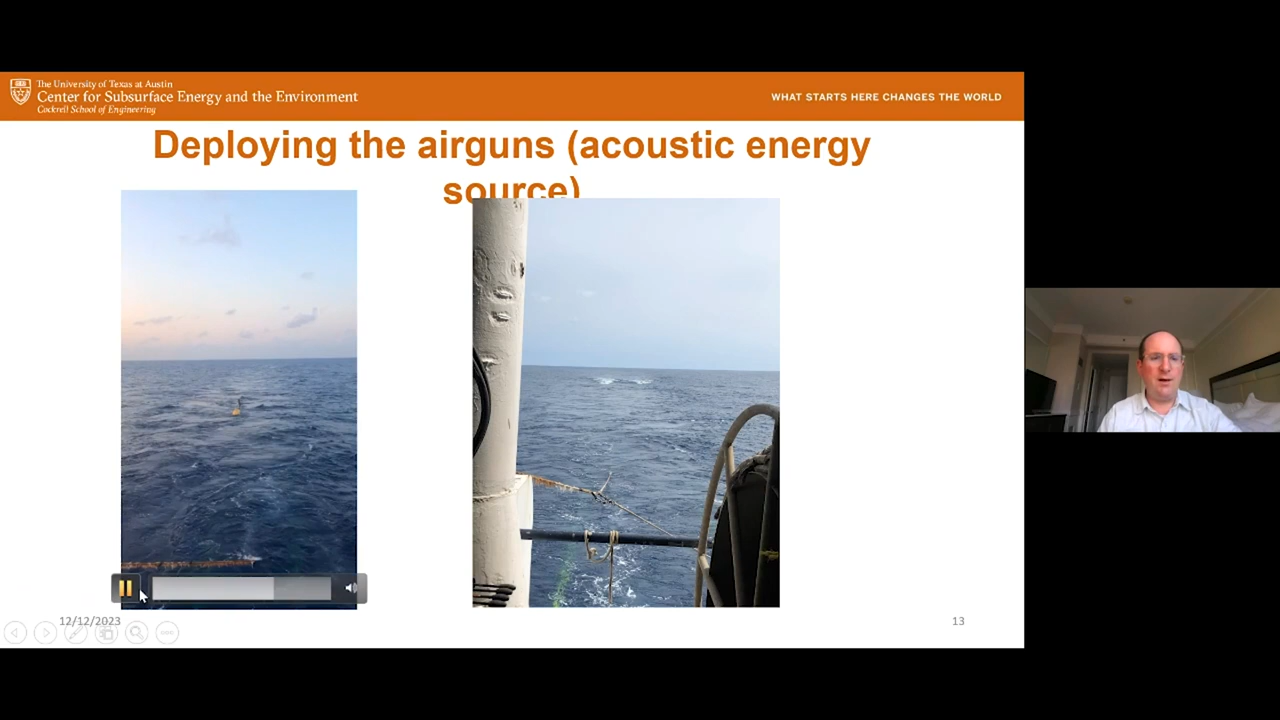 The University of Texas at Austin
Center for Subsurface Energy and the Environment
Cockrell School of Engineering
WHAT STARTS HERE CHANGES THE WORLD
Deploying the airguns (acoustic energy
source)
12/12/2023
13